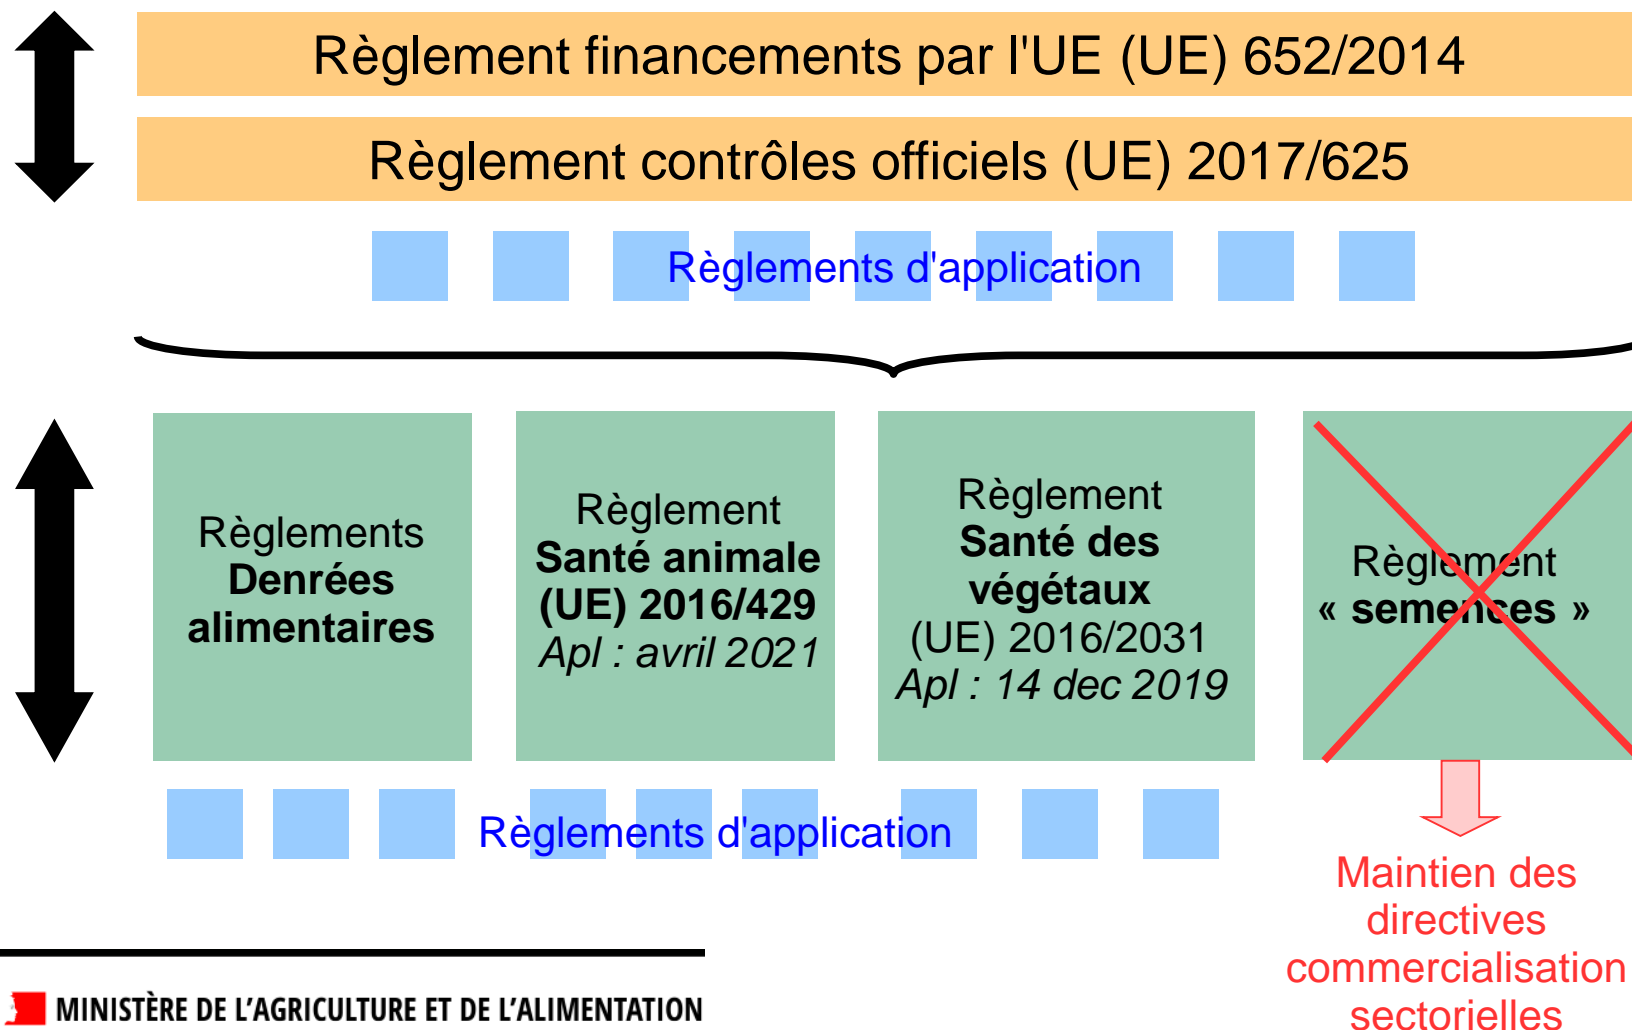 Règlement financements par l'UE (UE) 652/2014
Règlement contrôles officiels (UE) 2017/625
Règlements d'application
Règlements
Denrées
alimentaires
Règlement
Santé animale
(UE) 2016/429
Apl : avril 2021
Règlement
Santé des
végétaux
(UE) 2016/2031
Apl : 14 dec 2019
Règlement
« semences »
Règlements d'application
Maintien des
directives
commercialisation
sectorielles
MINISTÈRE DE L'AGRICULTURE ET DE L'ALIMENTATION